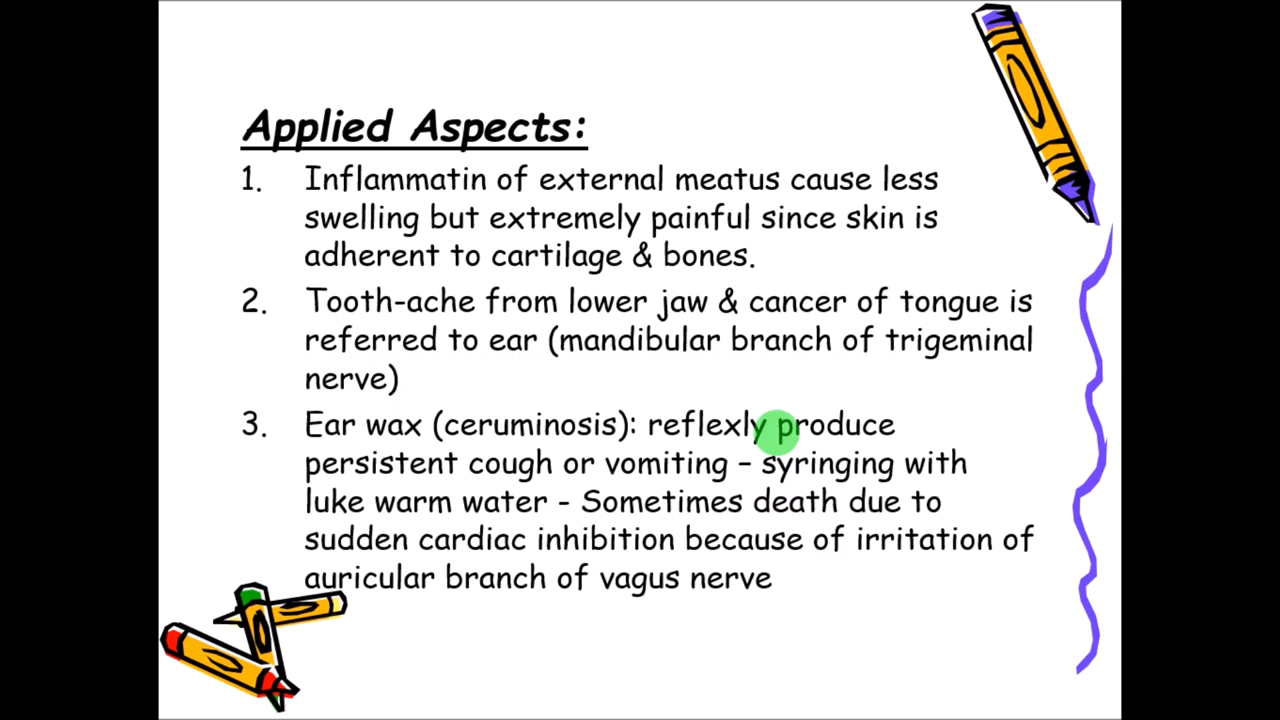 Applied Aspects:
1. Inflammatin of external meatus cause less
swelling but extremely painful since skin is
adherent to cartilage & bones.
2. Tooth-ache from lower jaw & cancer of tongue is
referred to ear (mandibular branch of trigeminal
nerve)
3. Ear wax (ceruminosis): reflexly produce
persistent cough or vomiting – syringing with
luke warm water - Sometimes death due to
sudden cardiac inhibition because of irritation of
auricular branch of vagus nerve